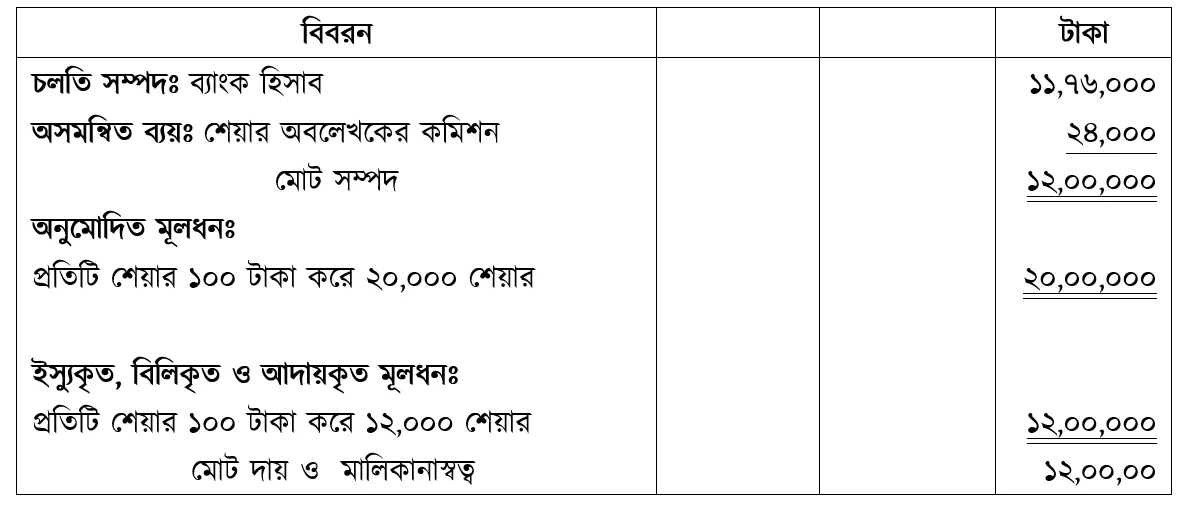 বিবরন টাকা
চলতি সম্পদঃ ব্যাংক হিসাব ১১,৭৬,০০০
অসমন্বিত ব্যয়ঃ শেয়ার অবলেখকের কমিশন ২৪,০০০
মোট সম্পদ ১২,০০,০০০
অনুমোদিত মূলধনঃ
প্রতিটি শেয়ার ১০০ টাকা করে ২০,০০০ শেয়ার ২০,০০,০০০
ইস্যুকৃত, বিলিকৃত ও আদায়কৃত মূলধনঃ
প্রতিটি শেয়ার ১০০ টাকা করে ১২,০০০ শেয়ার ১২,০০,০০০
মোট দায় ও মালিকানাস্বত্ব ১২,০০,০০